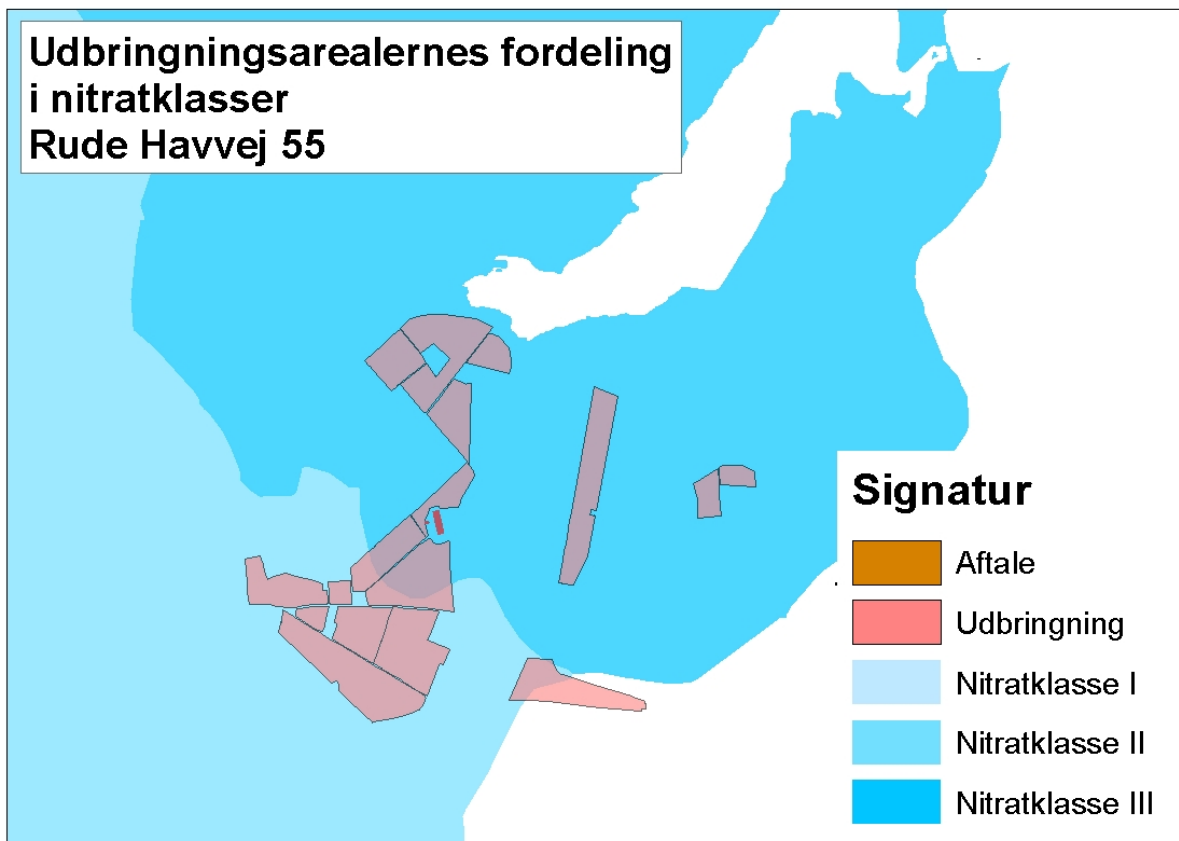 Udbringningsarealernes fordeling
i nitratklasser
Rude Havvej 55
Signatur
Aftale
Udbringning
Nitratklasse I
Nitratklasse II
Nitratklasse III